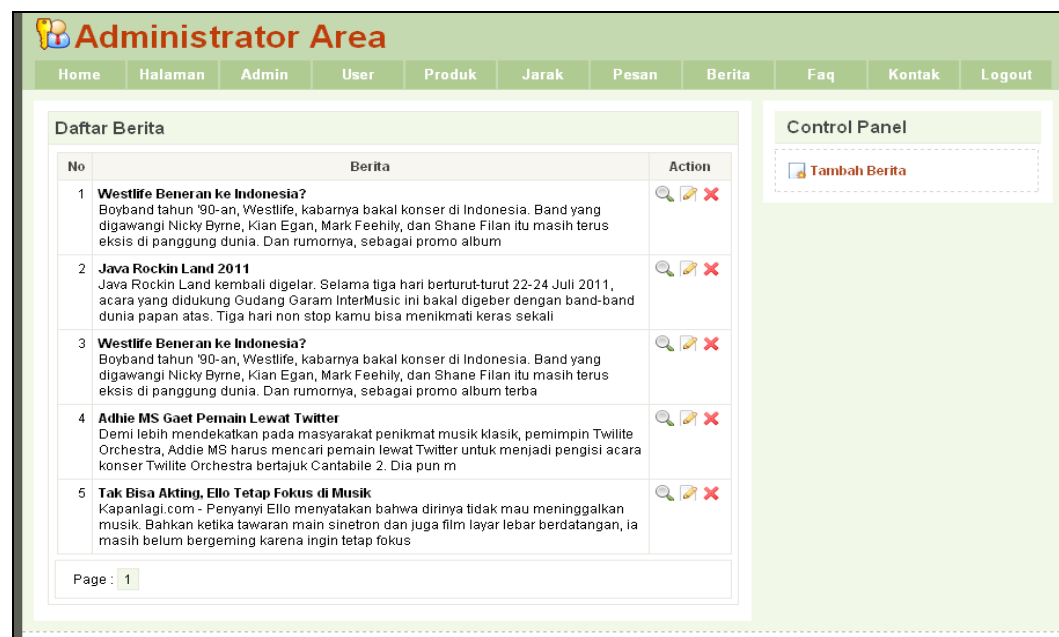 Administrator Area
Home Halaman Admin User Produk Jarak Pesan Berita Faq Kontak Logout
Daftar Berita
No Berita Action
1 Westlife Beneran ke Indonesia?
Boyband tahun '90-an, Westlife, kabarnya bakal konser di Indonesia. Band yang
digawangi Nicky Byrne, Kian Egan, Mark Feehily, dan Shane Filan itu masih terus
eksis di panggung dunia. Dan rumornya, sebagai promo album
2 Java Rockin Land 2011
Java Rockin Land kembali digelar. Selama tiga hari berturut-turut 22-24 Juli 2011,
acara yang didukung Gudang Garam InterMusic ini bakal digeber dengan band-band
dunia papan atas. Tiga hari non stop kamu bisa menikmati keras sekali
3 Westlife Beneran ke Indonesia?
Boyband tahun '90-an, Westlife, kabarnya bakal konser di Indonesia. Band yang
digawangi Nicky Byrne, Kian Egan, Mark Feehily, dan Shane Filan itu masih terus
eksis di panggung dunia. Dan rumornya, sebagai promo album terba
4 Adhie MS Gaet Pemain Lewat Twitter
Demi lebih mendekatkan pada masyarakat penikmat musik klasik, pemimpin Twilite
Orchestra, Addie MS harus mencari pemain lewat Twitter untuk menjadi pengisi acara
konser Twilite Orchestra bertajuk Cantabile 2. Dia pun m
5 Tak Bisa Akting, Ello Tetap Fokus di Musik
Kapanlagi.com - Penyanyi Ello menyatakan bahwa dirinya tidak mau meninggalkan
musik. Bahkan ketika tawaran main sinetron dan juga film layar lebar berdatangan, ia
masih belum bergeming karena ingin tetap fokus
Page : 1
Control Panel
Tambah Berita